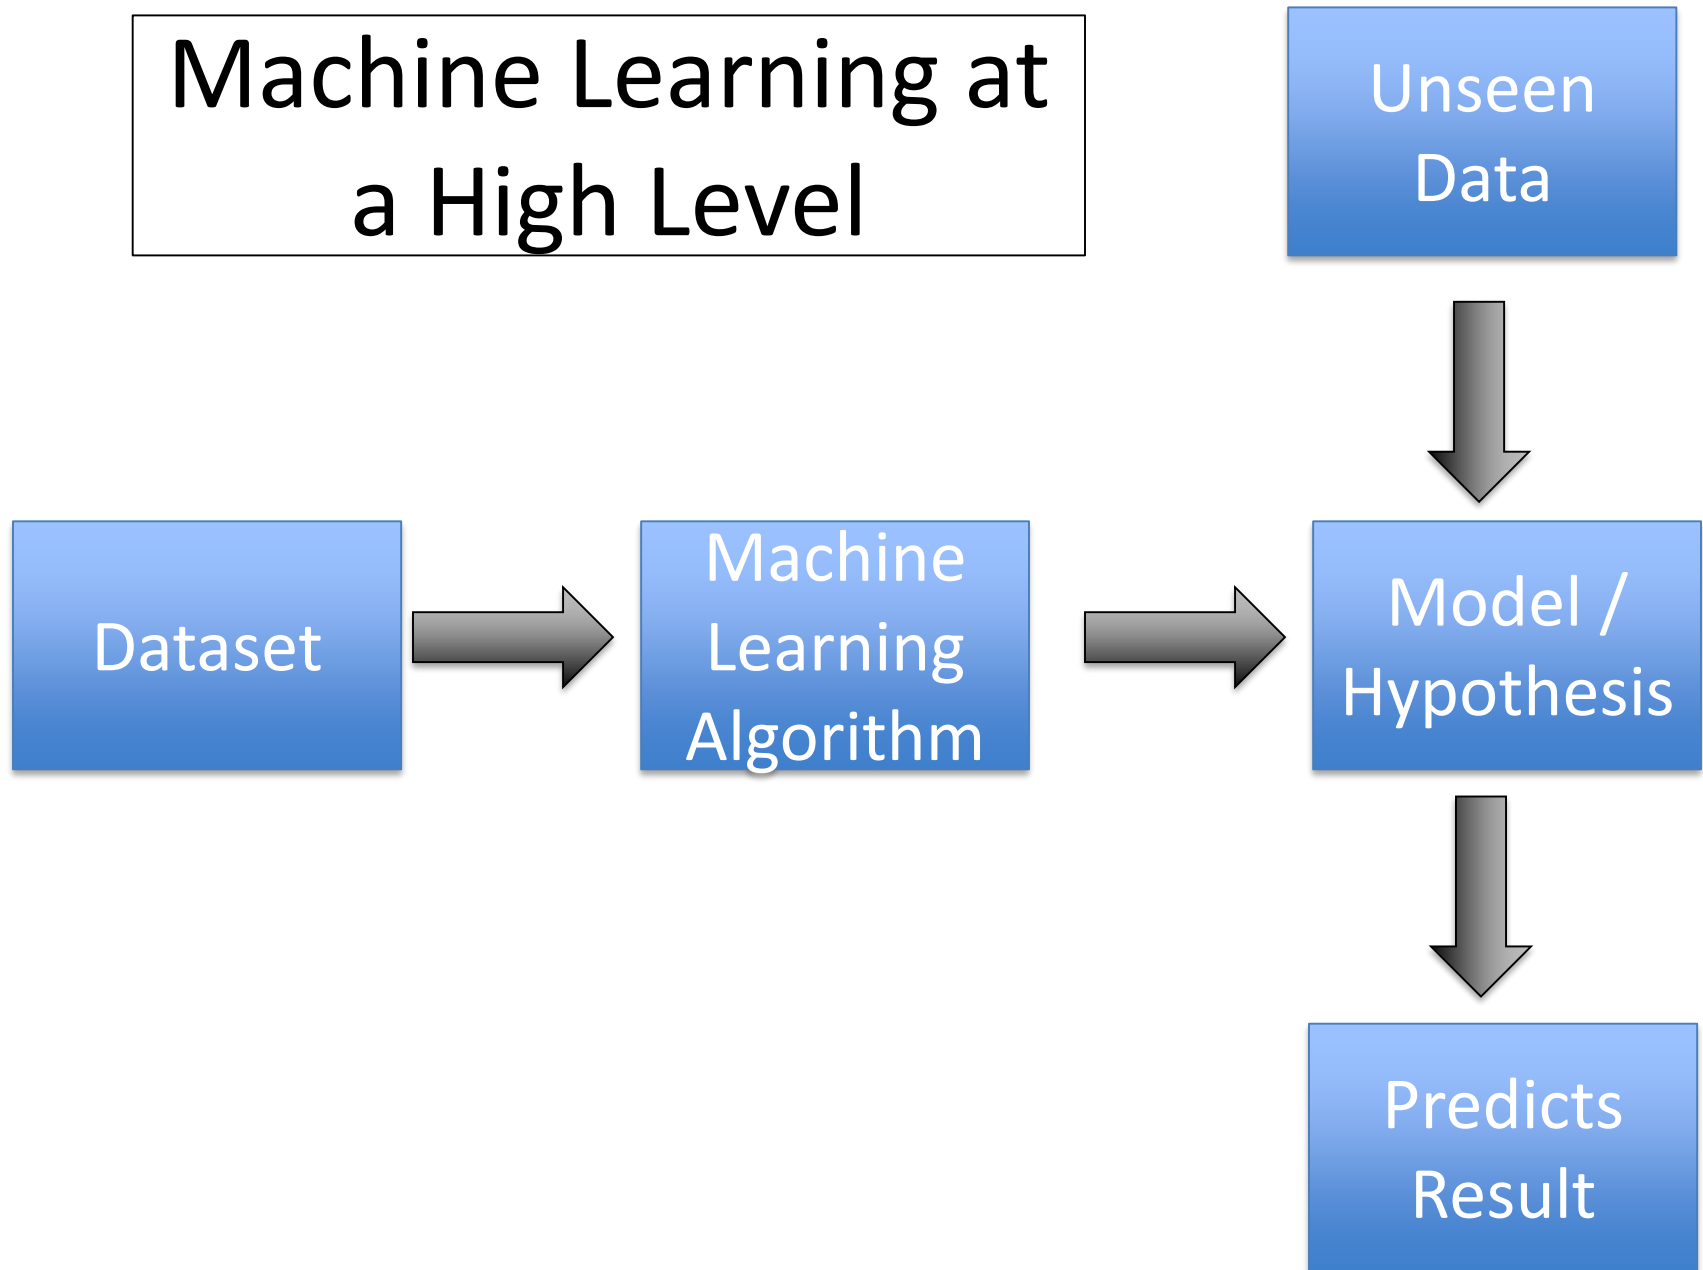 Machine Learning at
a High Level
Unseen
Data
Dataset
Machine
Learning
Algorithm
Model /
Hypothesis
Predicts
Result